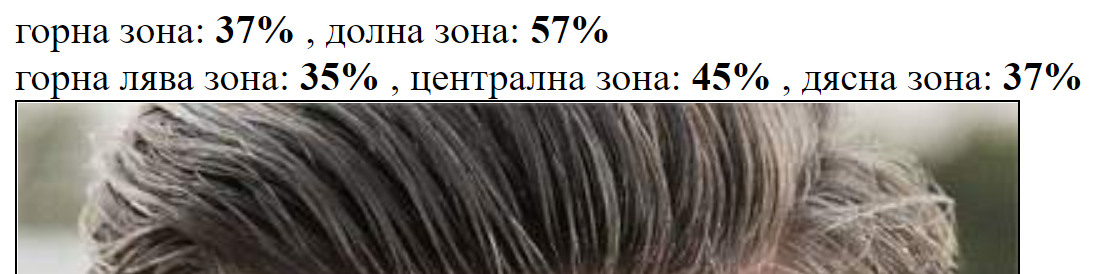 горна зона: 37% , долна зона: 57%
горна лява зона: 35% , централна зона: 45% , дясна зона: 37%